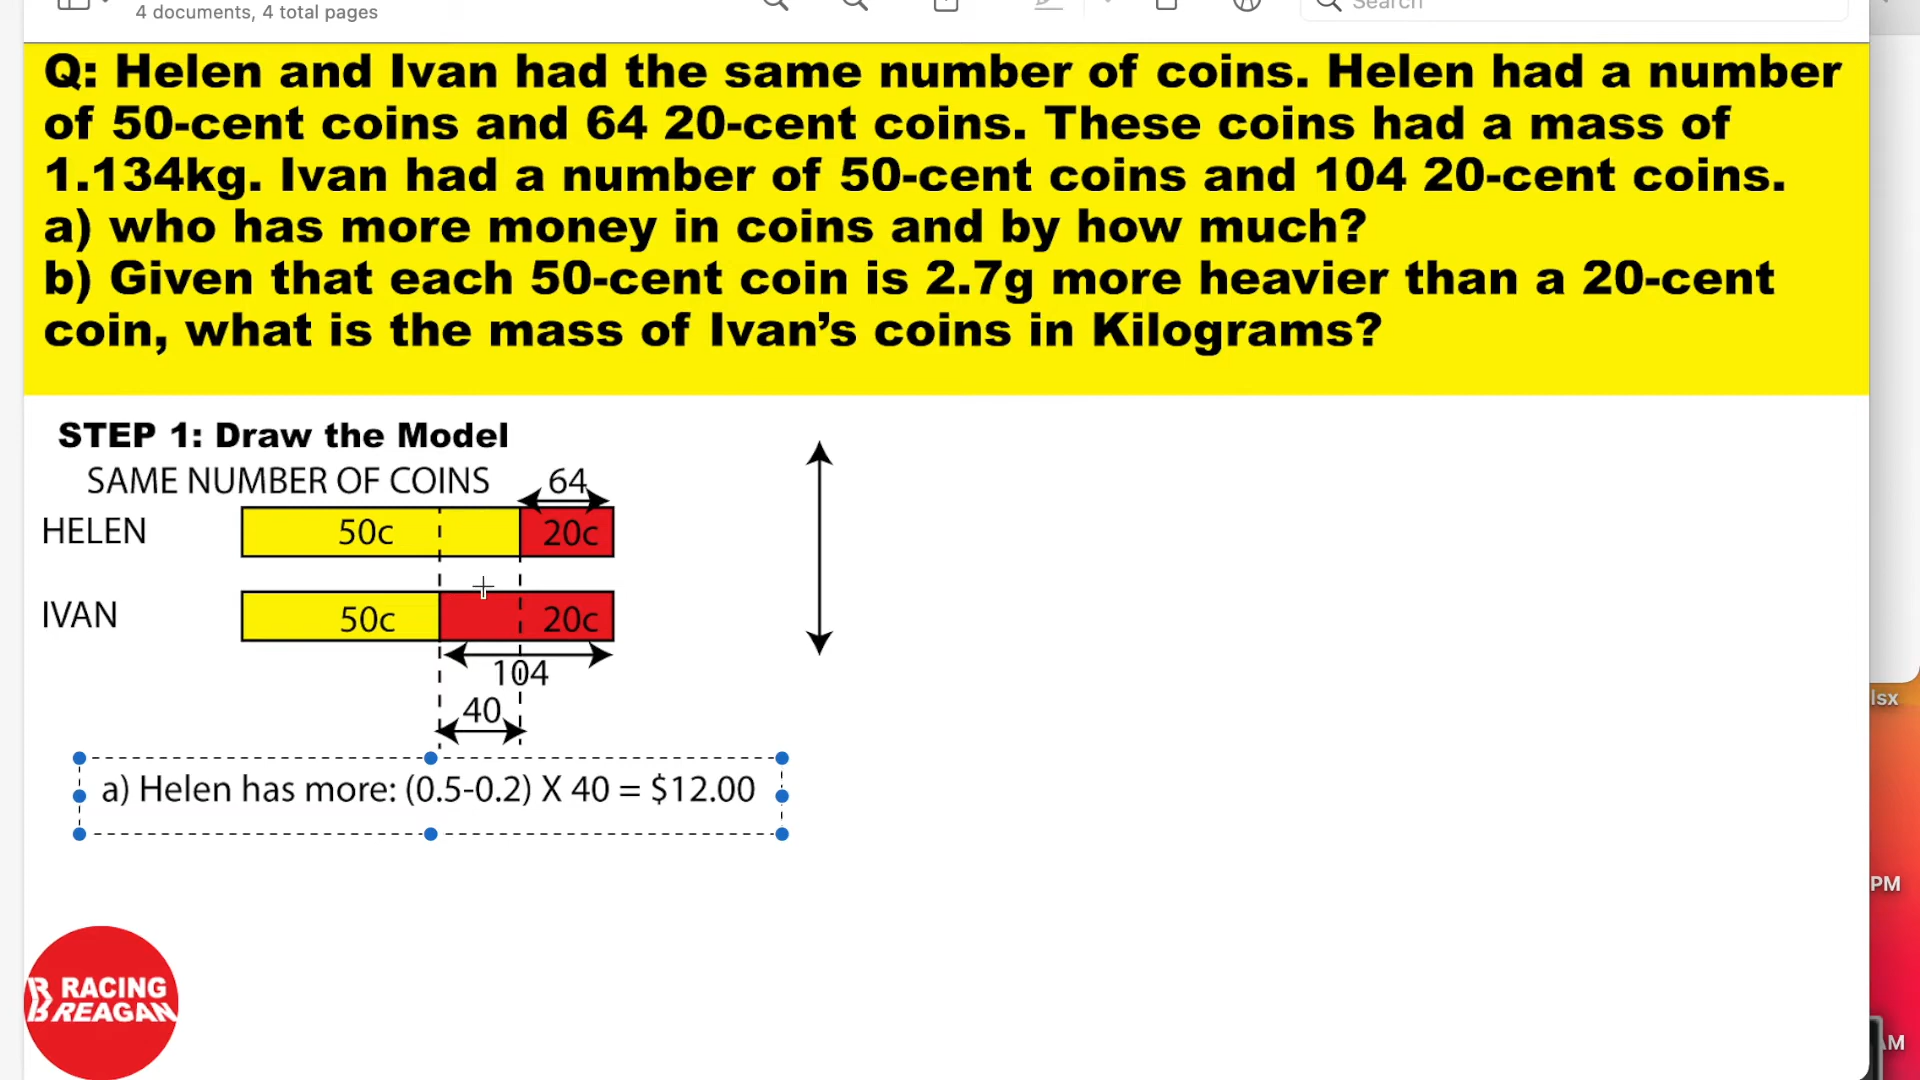 4 documents, 4 total pages
Search
Q: Helen and Ivan had the same number of coins. Helen had a number
of 50-cent coins and 64 20-cent coins. These coins had a mass of
1.134kg. Ivan had a number of 50-cent coins and 104 20-cent coins.
a) who has more money in coins and by how much?
b) Given that each 50-cent coin is 2.7g more heavier than a 20-cent
coin, what is the mass of Ivan’s coins in Kilograms?
STEP 1: Draw the Model
SAME NUMBER OF COINS
64
HELEN
50c
20c
IVAN
50c
20c
104
40
a) Helen has more: (0.5-0.2) X 40 = $12.00
lsx
PM
AM
RACING
REAGAN